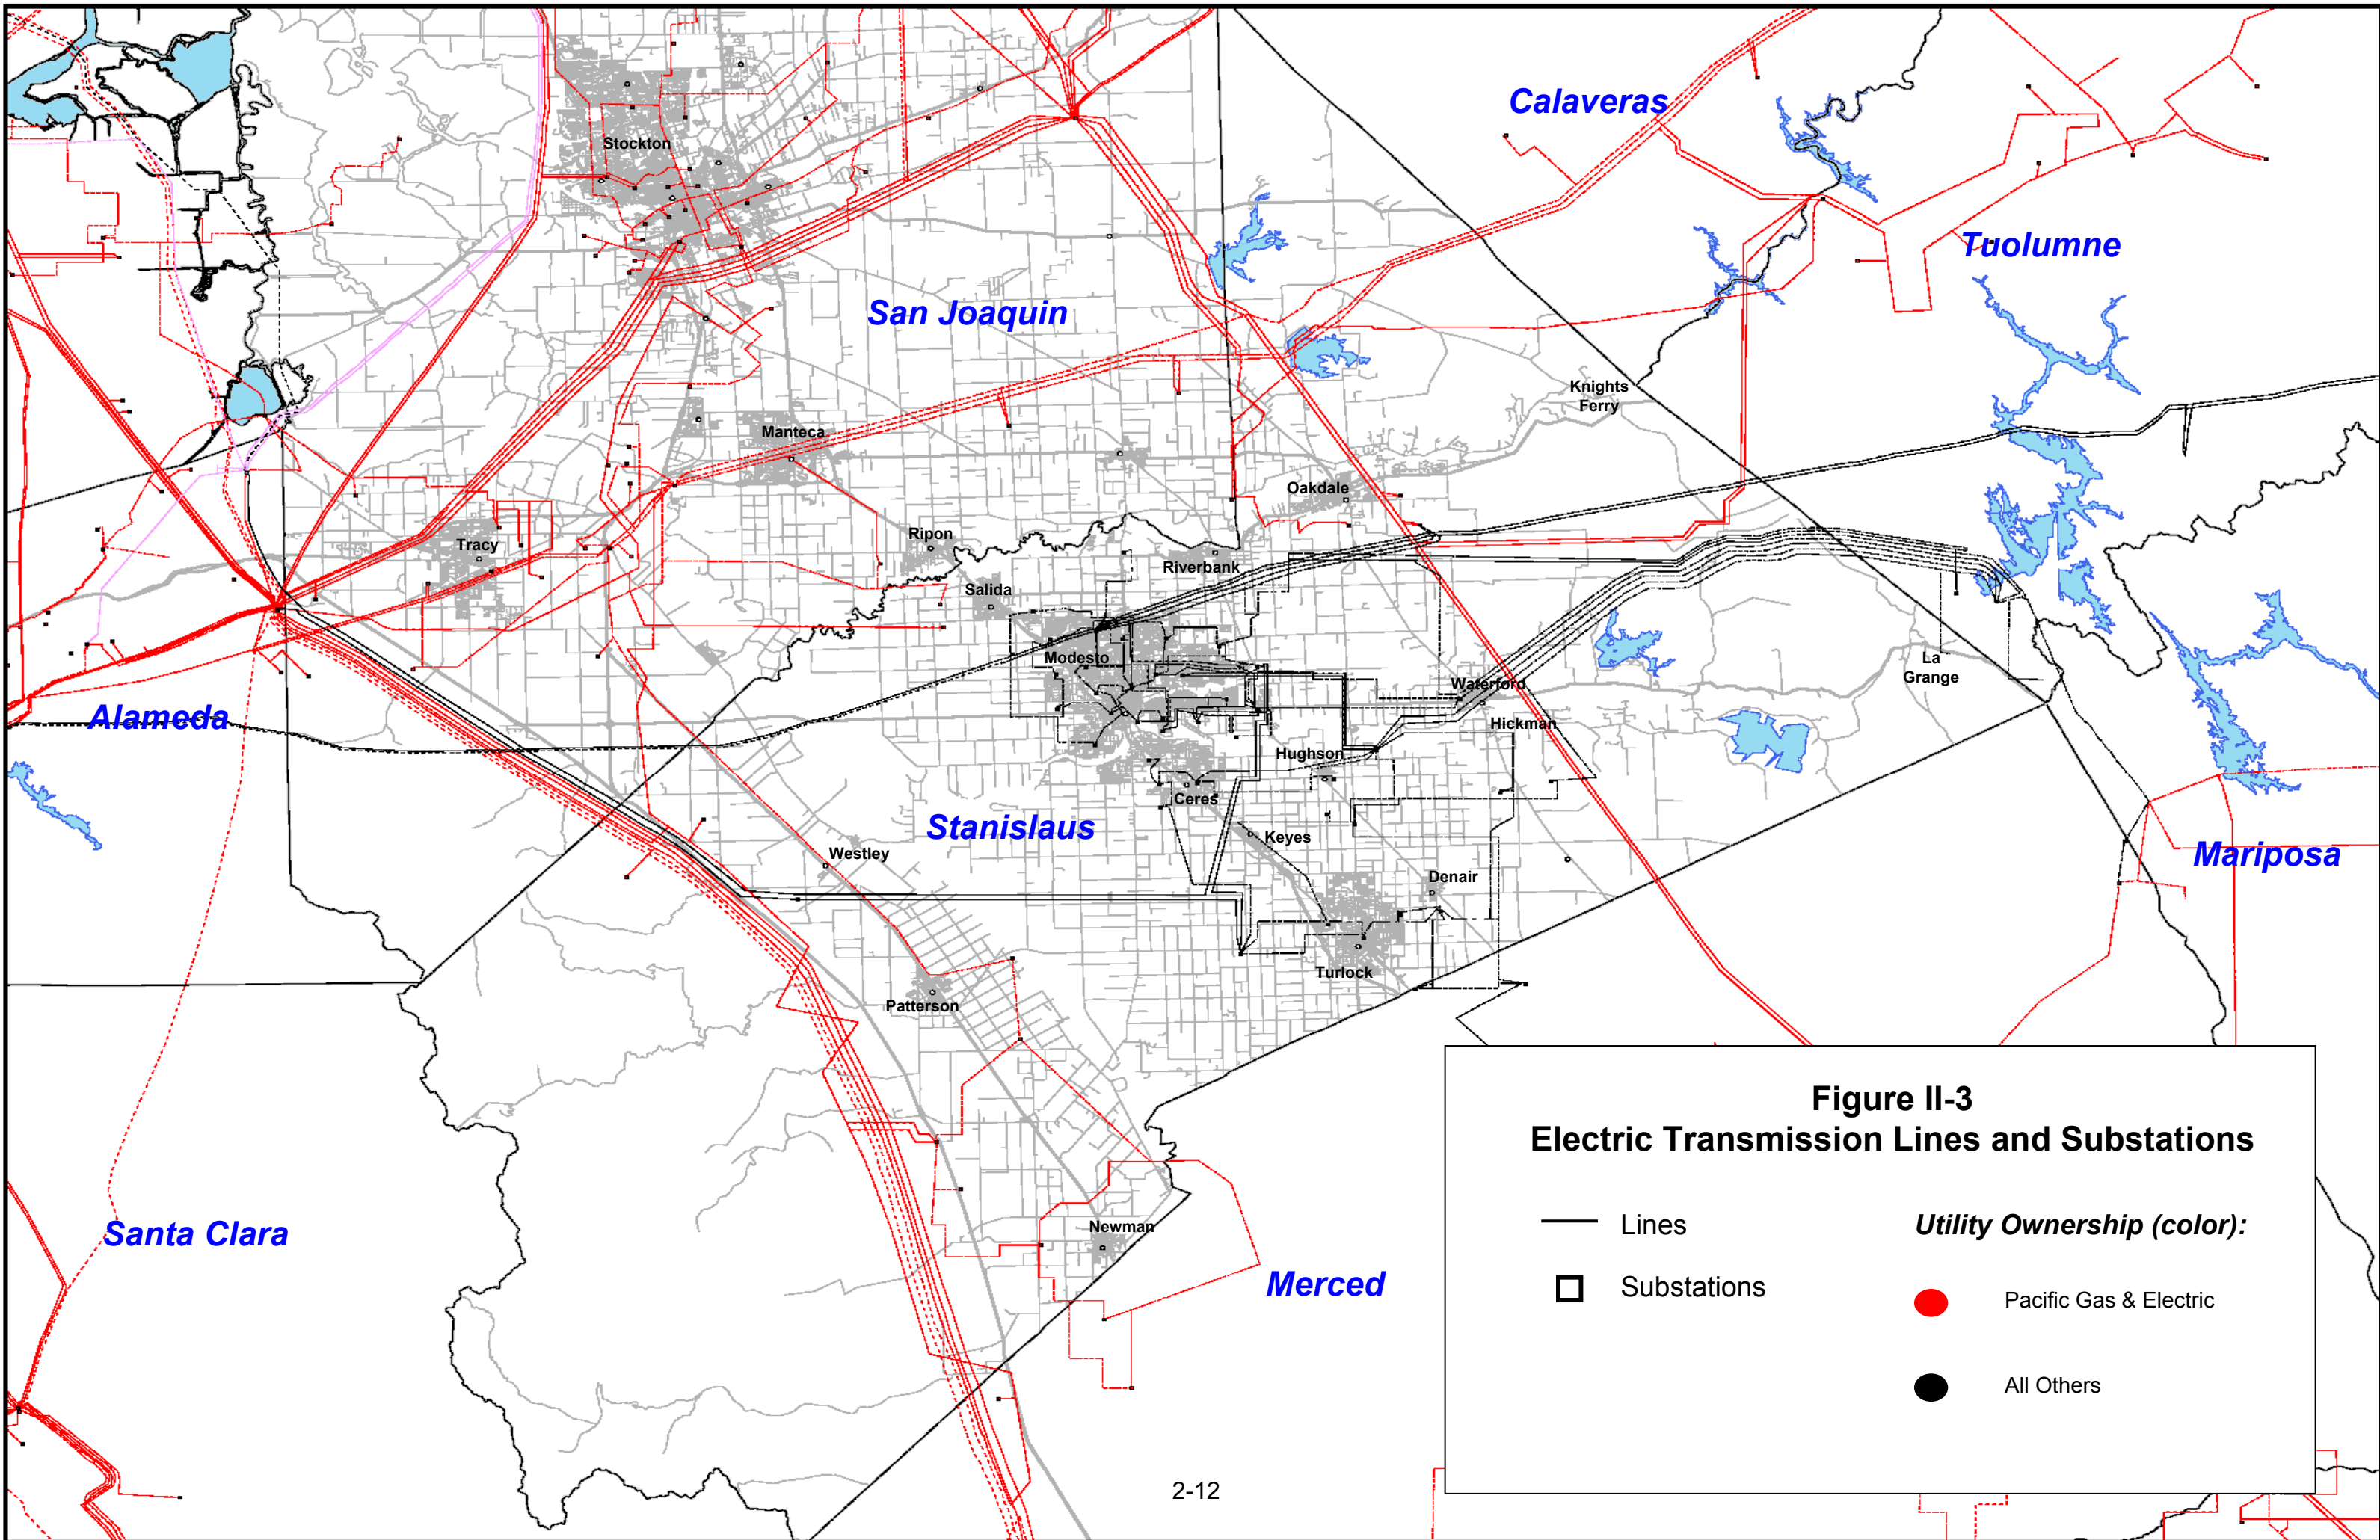 Calaveras
Stockton
Tuolumne
San Joaquin
Knights
Ferry
Manteca
Oakdale
Ripon
Tracy
Riverbank
Salida
Modesto
La
Grange
Waterford
Alameda
Hickman
Hughson
Ceres
Stanislaus
Keyes
Westley
Mariposa
Denair
Turlock
Patterson
Figure II-3
Electric Transmission Lines and Substations
Lines
Utility Ownership (color):
Santa Clara
Newman
Merced
Substations
Pacific Gas & Electric
All Others
2-12